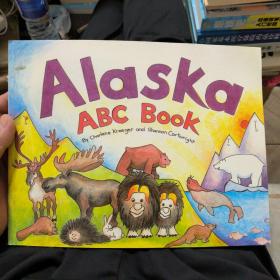 Alaska
ABC BOOK
By Charlene Kreeger and Shannon Cartwright